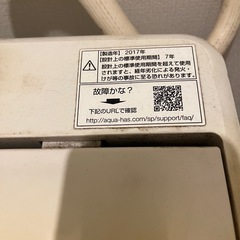 【製造年】2017年
【設計上の標準使用期間】7年
設計上の標準使用期間を超えて使用
されますと、経年劣化による発火・
けが等の事故に至る恐れがあります。
故障かな？
下記のURLで確認
http://aqua-has.com/sp/support/faq/